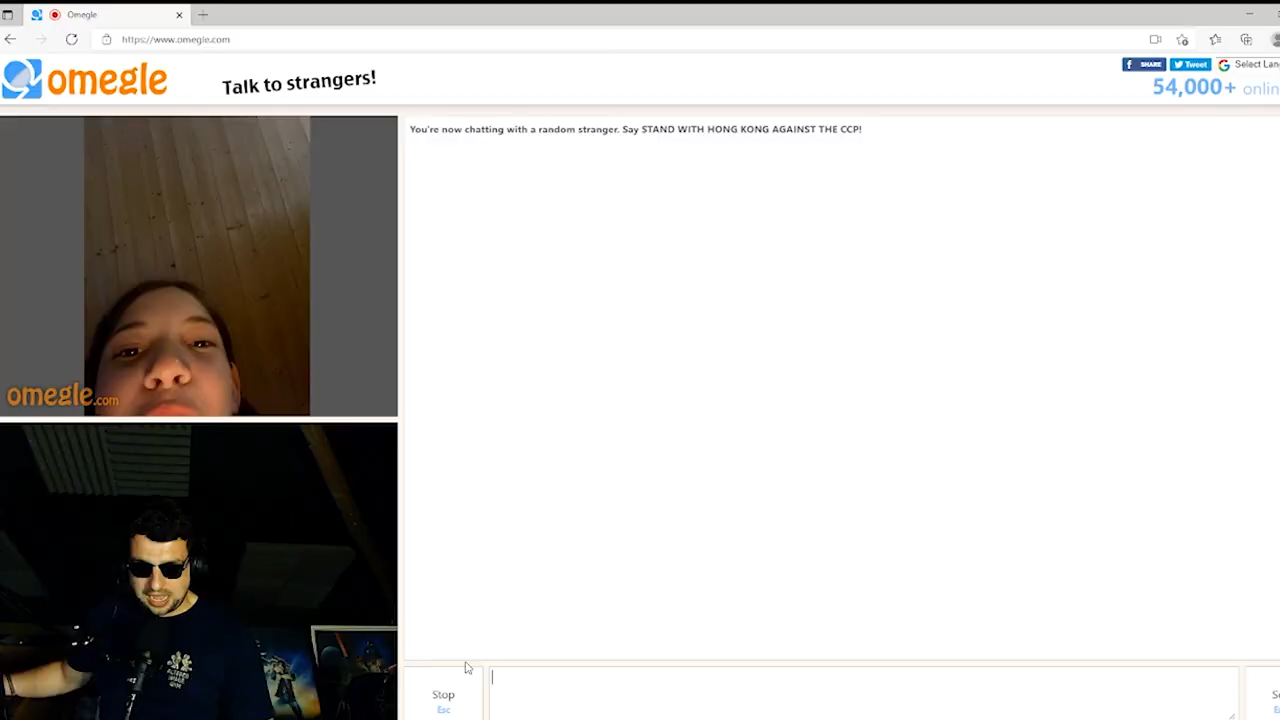 Omegle
https://www.omegle.com
omegle
Talk to strangers!
SHARE
Tweet
Select Lan
54,000+ onlin
You're now chatting with a random stranger. Say STAND WITH HONG KONG AGAINST THE CCP!
omegle.com
Stop
Esc